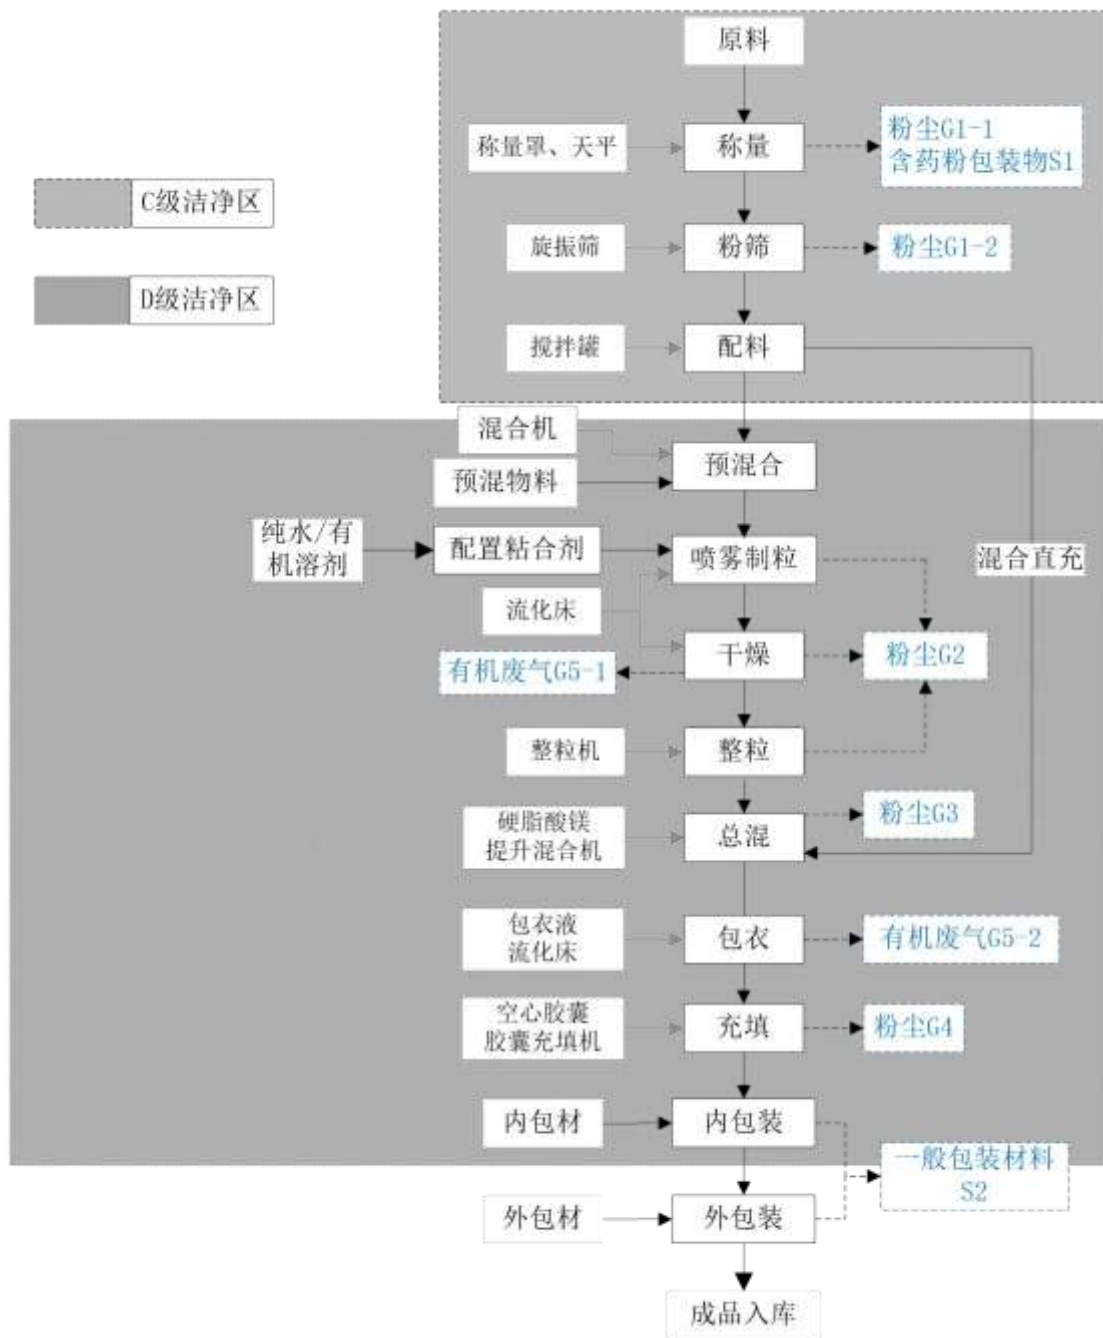 原料
称量罩、天平
称量
粉尘G1-1
含药粉包装物S1
C级洁净区
旋振筛
粉筛
粉尘G1-2
D级洁净区
搅拌罐
配料
混合机
预混物料
预混合
纯水/有
机溶剂
配置粘合剂
喷雾制粒
混合直充
流化床
干燥
粉尘G2
有机废气G5-1
整粒机
整粒
粉尘G3
硬脂酸镁
提升混合机
总混
包衣液
流化床
包衣
有机废气G5-2
空心胶囊
胶囊充填机
充填
粉尘G4
内包材
内包装
一般包装材料
S2
外包材
外包装
成品入库